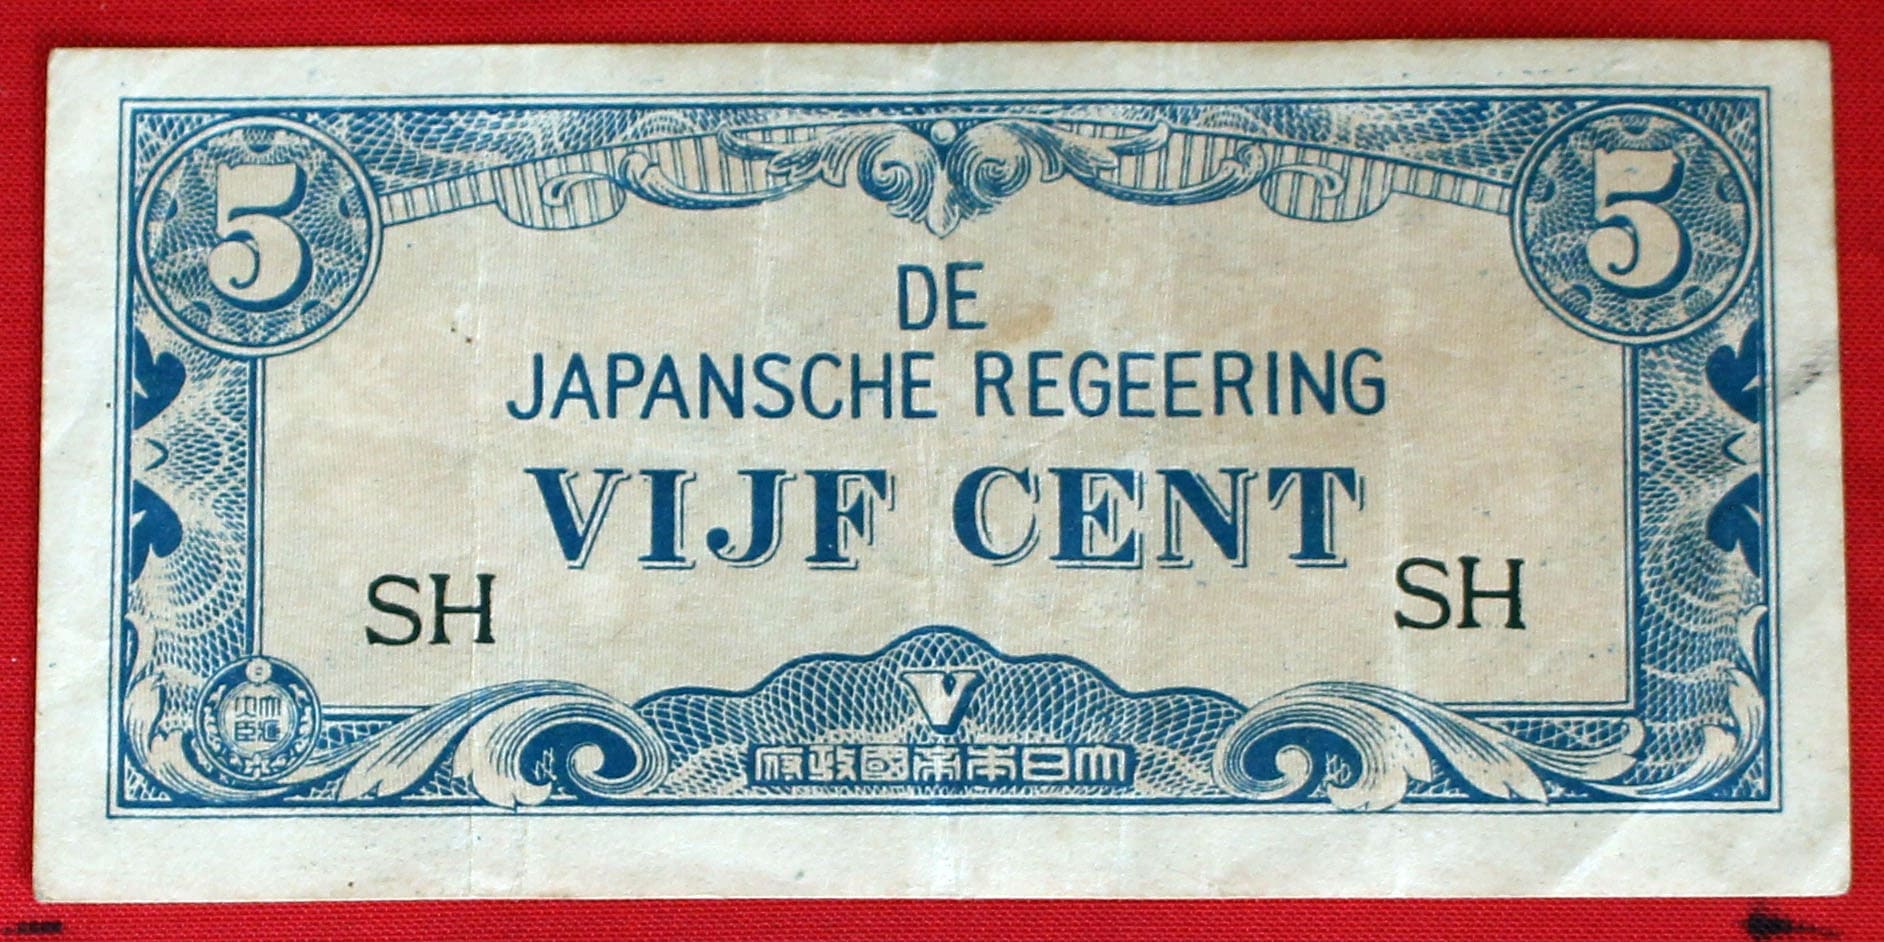 5 5
DE
JAPANSCHE REGEERING
VIJF CENT
SH SH
V
府政國帝本日大